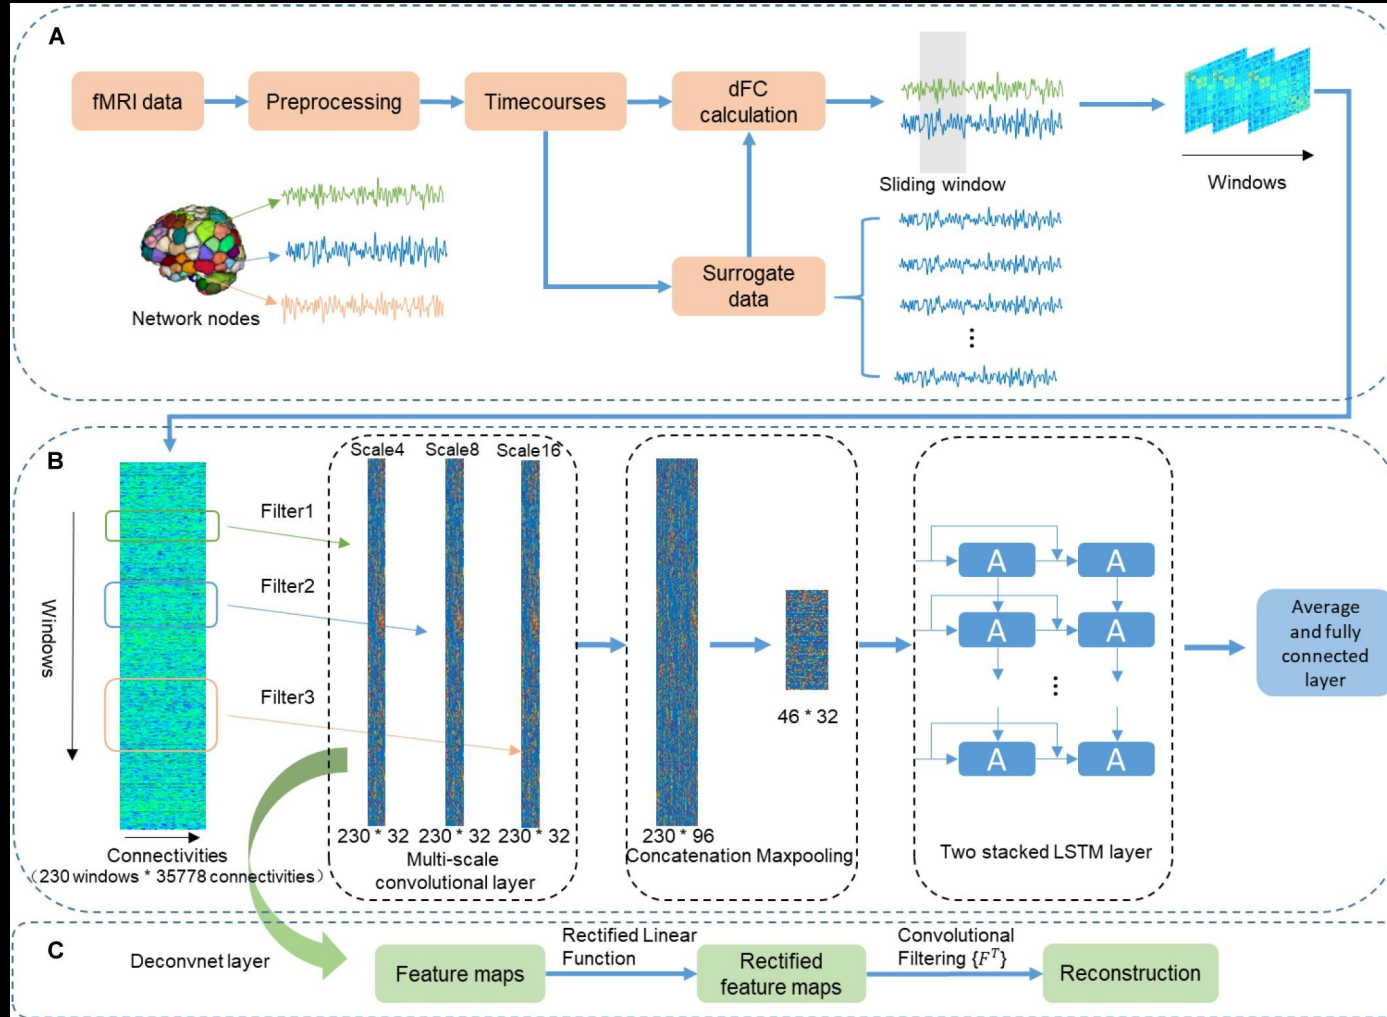 A
fMRI data
Preprocessing
Timecourses
dFC
calculation
Sliding window
Windows
Network nodes
Surrogate
data
⋮
B
Windows
Connectivities
(230 windows * 35778 connectivities)
Filter1
Filter2
Filter3
Scale4
Scale8
Scale16
230 * 32
230 * 32
230 * 32
Multi-scale
convolutional layer
230 * 96
46 * 32
Concatenation Maxpooling
A
A
A
A
⋮
A
A
Two stacked LSTM layer
Average
and fully
connected
layer
C
Deconvnet layer
Feature maps
Rectified Linear
Function
Rectified
feature maps
Convolutional
Filtering {F^T}
Reconstruction